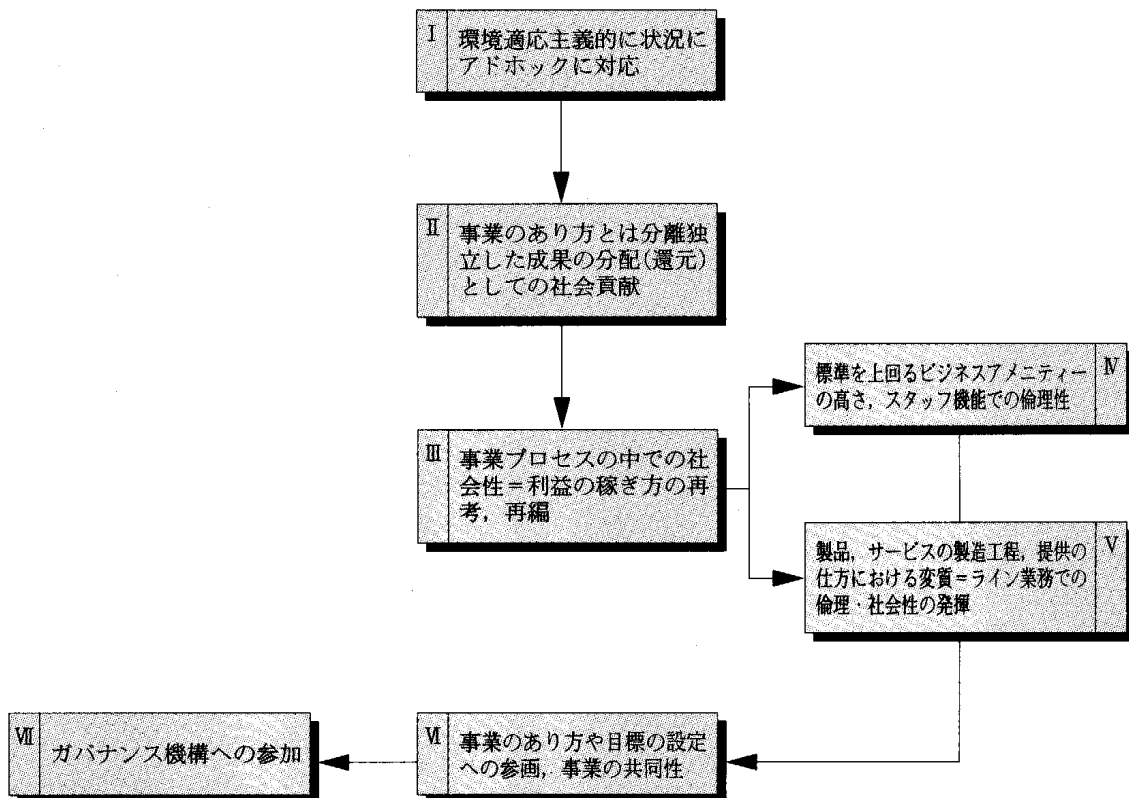 Ⅰ
環境適応主義的に状況に
アドホックに対応
Ⅱ
事業のあり方とは分離独
立した成果の分配(還元)
としての社会貢献
Ⅲ
事業プロセスの中での社
会性＝利益の稼ぎ方の再
考，再編
Ⅳ
標準を上回るビジネスアメニティー
の高さ，スタッフ機能での倫理性
Ⅴ
製品，サービスの製造工程，提供の
仕方における変質＝ライン業務での
倫理・社会性の発揮
Ⅵ
事業のあり方や目標の設定
への参画，事業の共同性
Ⅶ
ガバナンス機構への参加